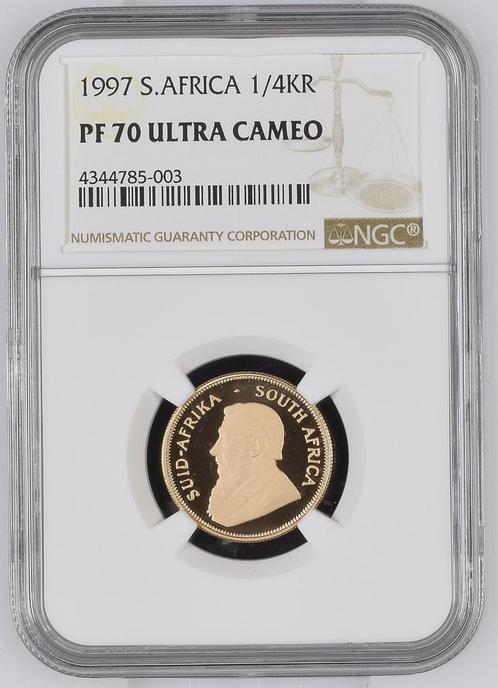 1997 S.AFRICA 1/4KR
PF 70 ULTRA CAMEO
4344785-003
NUMISMATIC GUARANTY CORPORATION
NGC®
SUID-AFRIKA · SOUTH AFRICA